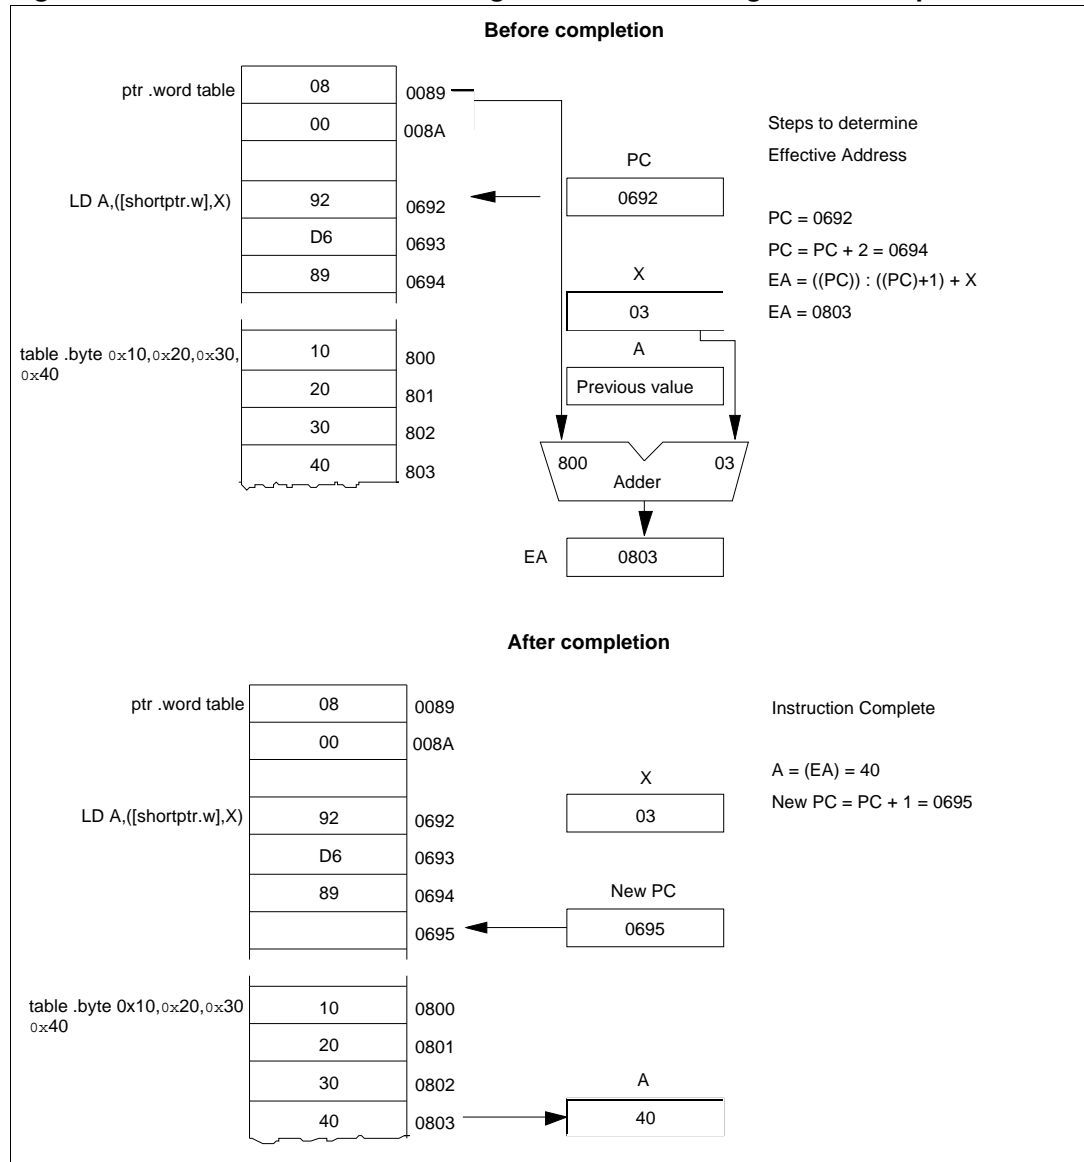 Before completion
ptr .word table 08 0089
00 008A
Steps to determine
Effective Address
PC
LD A,([shortptr.w],X) 92 0692 0692
D6 0693
89 0694
PC = 0692
PC = PC + 2 = 0694
EA = ((PC)) : ((PC)+1) + X
EA = 0803
X
03
A
Previous value
table .byte 0x10,0x20,0x30, 10 800
0x40
20 801
30 802
40 803
800 03
Adder
EA 0803
After completion
ptr .word table 08 0089
00 008A
Instruction Complete
A = (EA) = 40
New PC = PC + 1 = 0695
X
03
LD A,([shortptr.w],X) 92 0692
D6 0693
89 0694
0695
New PC
0695
table .byte 0x10,0x20,0x30 10 0800
0x40
20 0801
30 0802
40 0803
A
40